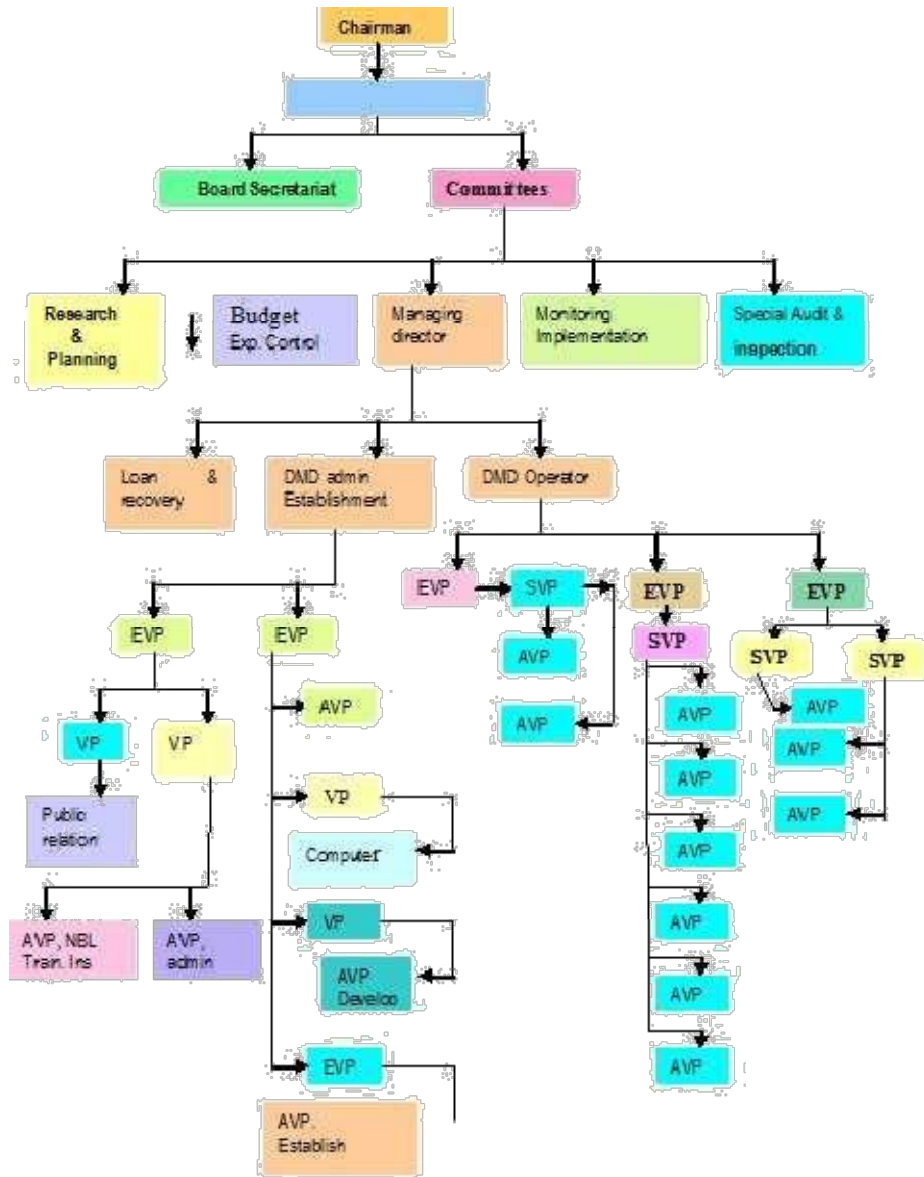 Chairman
Board Secretariat
Committees
Research
&
Planning
Budget
Exp. Control
Managing
director
Monitoring
Implementation
Special Audit &
inspection
Loan &
recovery
DMD admin
Establishment
DMD Operator
EVP
SVP
EVP
EVP
EVP
EVP
SVP
SVP
SVP
AVP
AVP
AVP
AVP
AVP
AVP
VP
V.P
AVP
AVP
AVP
VP
Public
relation
AVP
Computer
AVP
VP
AVP, NBL
Train. Ins
AVP,
admin
AVP
Develoo
AVP
EVP
AVP
AVP.
Establish